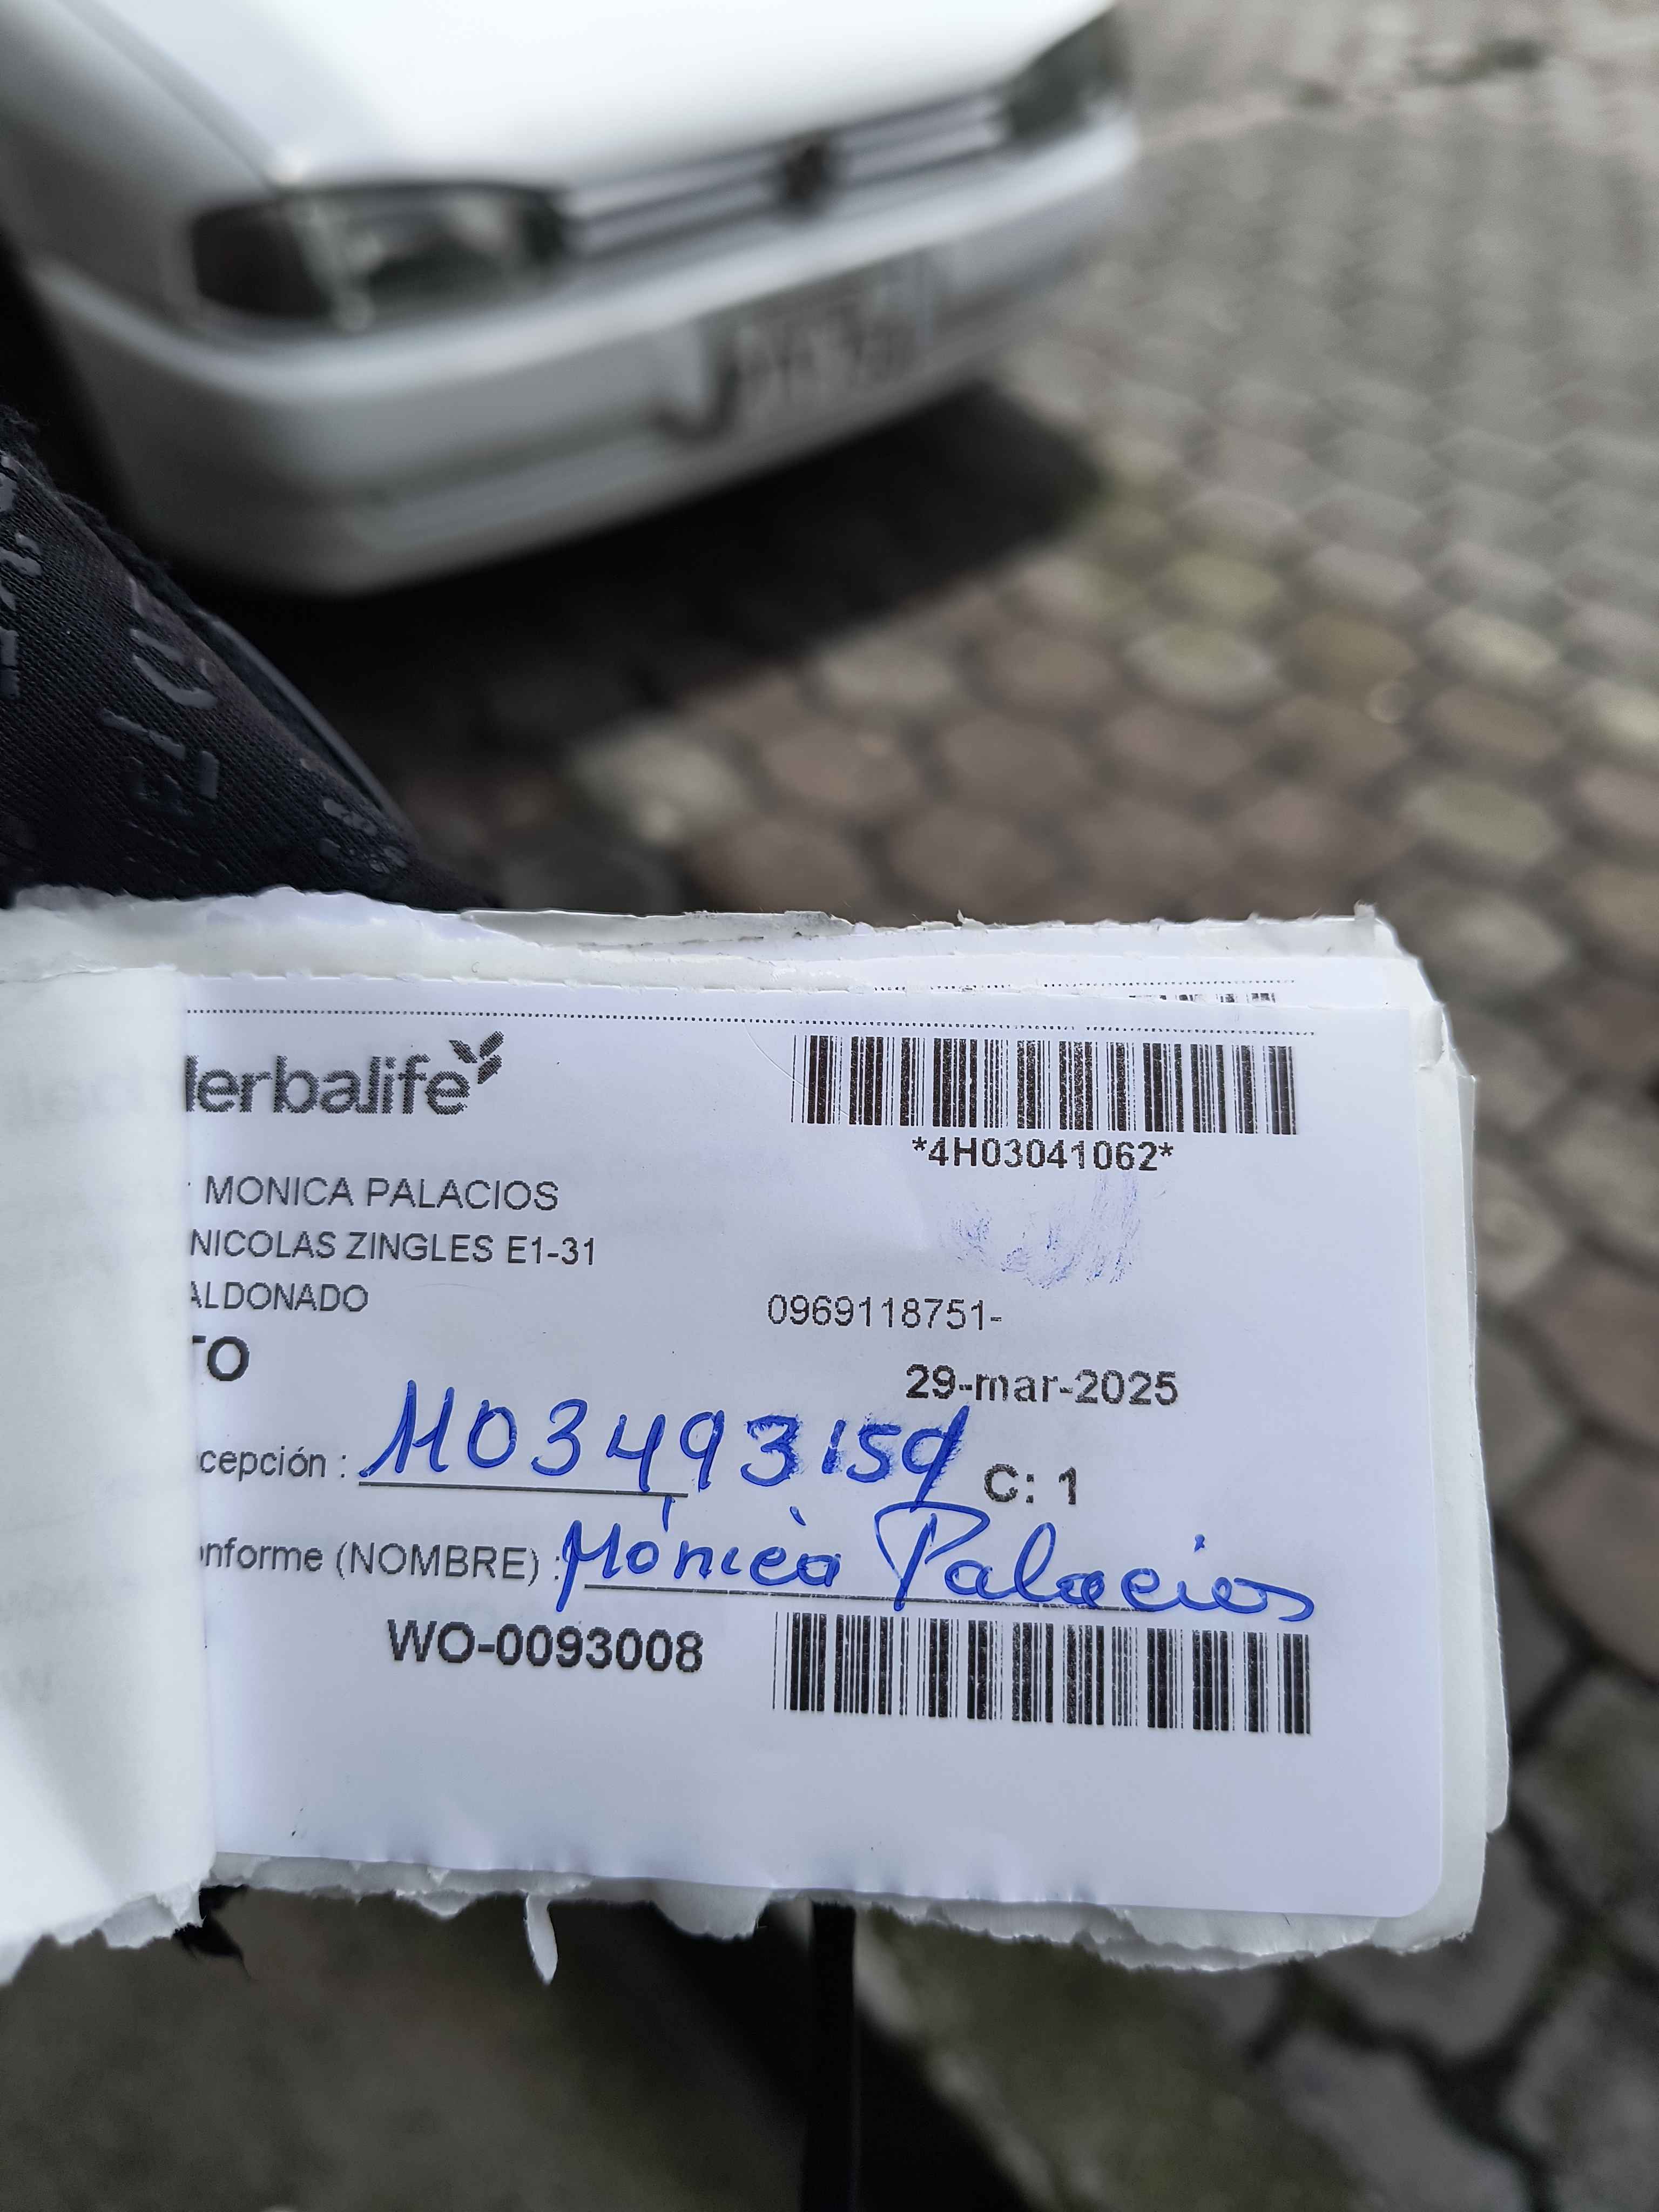 Herbalife
*4H03041062*
MONICA PALACIOS
NICOLAS ZINGLES E1-31
ALDONADO
0969118751-
TO
29-mar-2025
cepción : 1103493159 C: 1
onforme (NOMBRE) : Mónica Palacios
WO-0093008